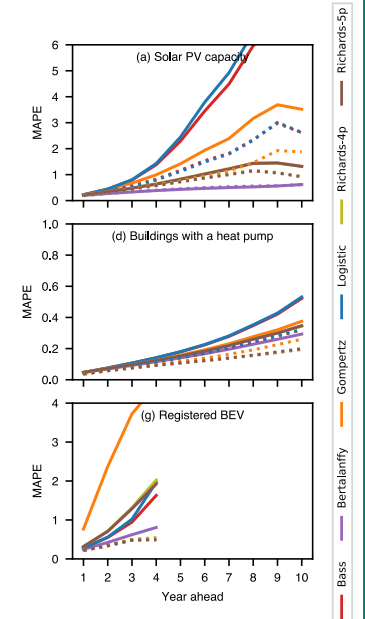 (a) Solar PV capacity
MAPE
6
5
4
3
2
1
0
(d) Buildings with a heat pump
MAPE
1.0
0.8
0.6
0.4
0.2
0.0
(g) Registered BEV
MAPE
4
3
2
1
0
1 2 3 4 5 6 7 8 9 10
Year ahead
Bass
Bertalanffy
Gompertz
Logistic
Richards-4p
Richards-5p